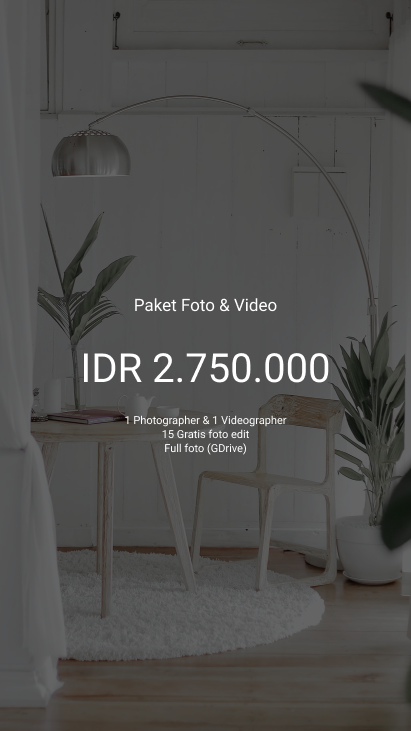 Paket Foto & Video
IDR 2.750.000
1 Photographer & 1 Videographer
15 Gratis foto edit
Full foto (GDrive)